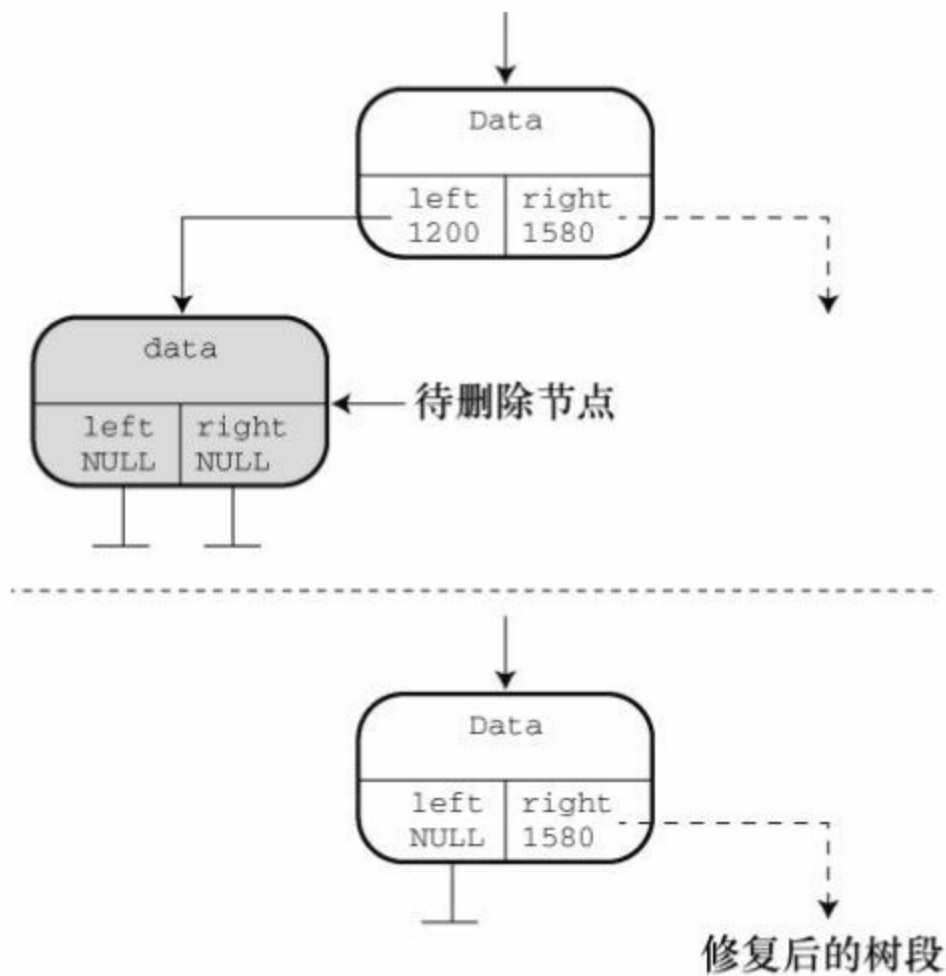 Data
left right
1200 1580
data
待删除节点
left right
NULL NULL
Data
left right
NULL 1580
修复后的树段